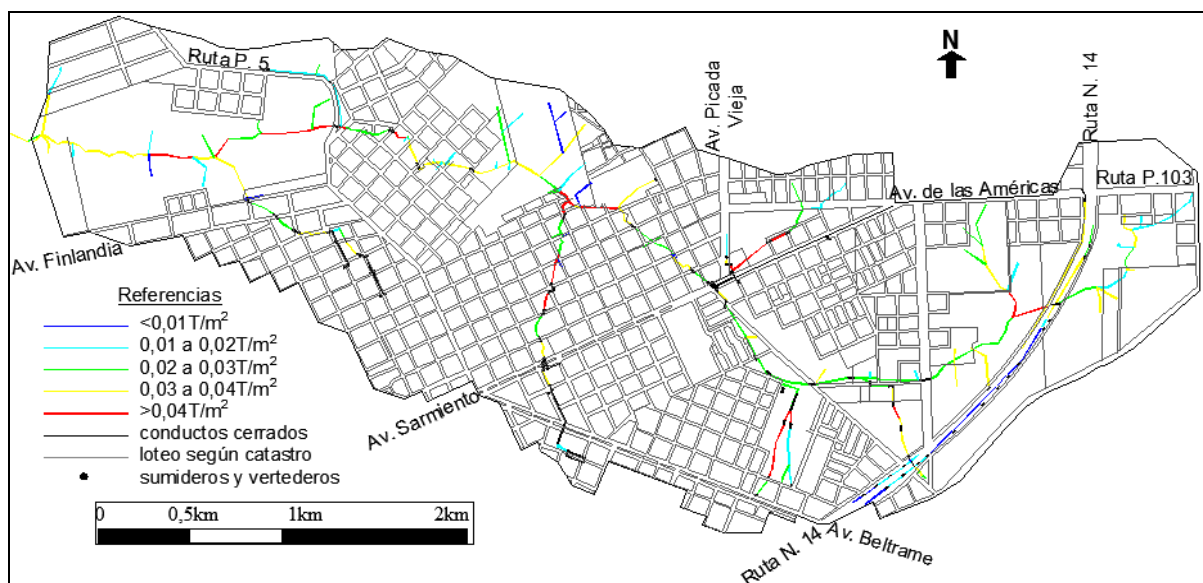 N
Ruta P. 5
Av. Picada
Vieja
Ruta N. 14
Av. de las Américas
Ruta P.103
Av. Finlandia
Referencias
<0,01T/m²
0,01 a 0,02T/m²
0,02 a 0,03T/m²
0,03 a 0,04T/m²
>0,04T/m²
conductos cerrados
loteo según catastro
sumideros y vertederos
Av. Sarmiento
0 0,5km 1km 2km
Ruta N. 14
Av. Beltrame